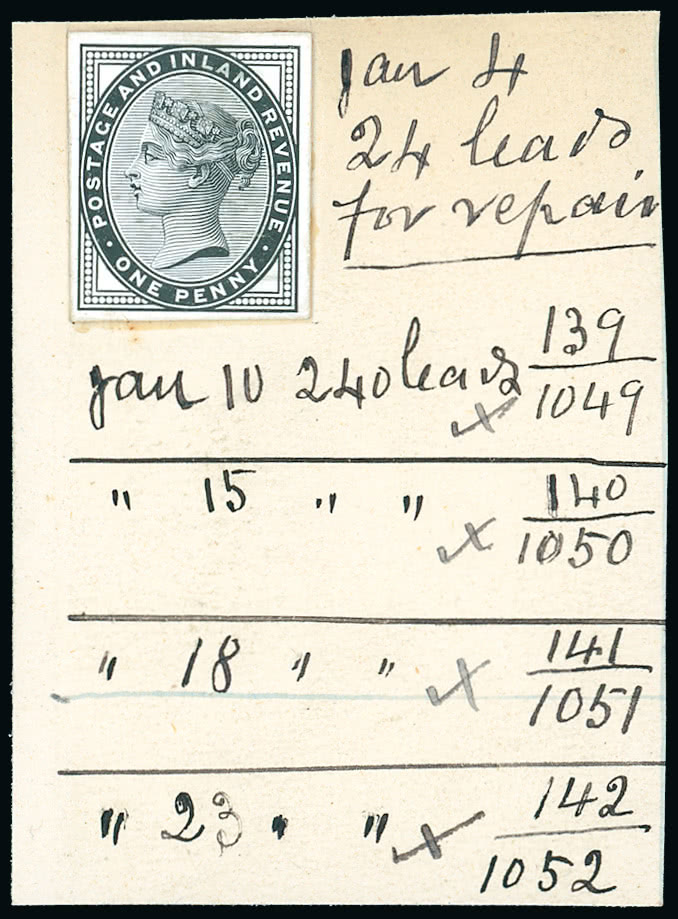 POSTAGE AND INLAND REVENUE
· ONE PENNY ·
Jan 4
24 leads
for repair
Jan 10 240 leads 139
1049
" 15 " " 140
1050
" 18 " " 141
1051
" 23 " " 142
1052